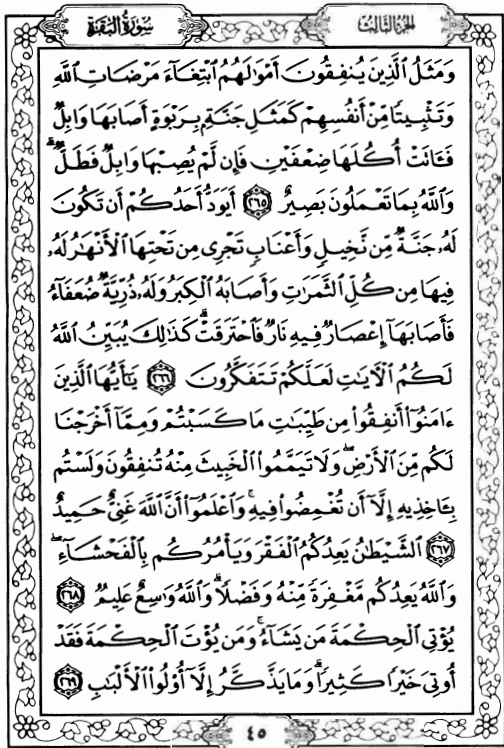 الجزء الثالث
سورة البقرة
وَمَثَلُ ٱلَّذِينَ يُنفِقُونَ أَمْوَٰلَهُمُ ٱبْتِغَآءَ مَرْضَاتِ ٱللَّهِ
وَتَثْبِيتًا مِّنْ أَنفُسِهِمْ كَمَثَلِ جَنَّةٍۭ بِرَبْوَةٍ أَصَابَهَا وَابِلٌ
فَـَٔاتَتْ أُكُلَهَا ضِعْفَيْنِ فَإِن لَّمْ يُصِبْهَا وَابِلٌ فَطَلٌّ ۗ
وَٱللَّهُ بِمَا تَعْمَلُونَ بَصِيرٌ ٢٦٥ أَيَوَدُّ أَحَدُكُمْ أَن تَكُونَ
لَهُۥ جَنَّةٌ مِّن نَّخِيلٍ وَأَعْنَابٍ تَجْرِى مِن تَحْتِهَا ٱلْأَنْهَٰرُ لَهُۥ
فِيهَا مِن كُلِّ ٱلثَّمَرَٰتِ وَأَصَابَهُ ٱلْكِبَرُ وَلَهُۥ ذُرِّيَّةٌ ضُعَفَآءُ
فَأَصَابَهَآ إِعْصَارٌ فِيهِ نَارٌ فَٱحْتَرَقَتْ ۗ كَذَٰلِكَ يُبَيِّنُ ٱللَّهُ
لَكُمُ ٱلْـَٔايَٰتِ لَعَلَّكُمْ تَتَفَكَّرُونَ ٢٦٦ يَٰٓأَيُّهَا ٱلَّذِينَ
ءَامَنُوٓا۟ أَنفِقُوا۟ مِن طَيِّبَٰتِ مَا كَسَبْتُمْ وَمِمَّآ أَخْرَجْنَا
لَكُم مِّنَ ٱلْأَرْضِ ۖ وَلَا تَيَمَّمُوا۟ ٱلْخَبِيثَ مِنْهُ تُنفِقُونَ وَلَسْتُم
بِـَٔاخِذِيهِ إِلَّآ أَن تُغْمِضُوا۟ فِيهِ ۚ وَٱعْلَمُوٓا۟ أَنَّ ٱللَّهَ غَنِىٌّ حَمِيدٌ
٢٦٧ ٱلشَّيْطَٰنُ يَعِدُكُمُ ٱلْفَقْرَ وَيَأْمُرُكُم بِٱلْفَحْشَآءِ ۖ
وَٱللَّهُ يَعِدُكُم مَّغْفِرَةً مِّنْهُ وَفَضْلًا ۗ وَٱللَّهُ وَٰسِعٌ عَلِيمٌ ٢٦٨
يُؤْتِى ٱلْحِكْمَةَ مَن يَشَآءُ ۚ وَمَن يُؤْتَ ٱلْحِكْمَةَ فَقَدْ
أُوتِىَ خَيْرًا كَثِيرًا ۗ وَمَا يَذَّكَّرُ إِلَّآ أُو۟لُوا۟ ٱلْأَلْبَٰبِ ٢٦٩
٤٥